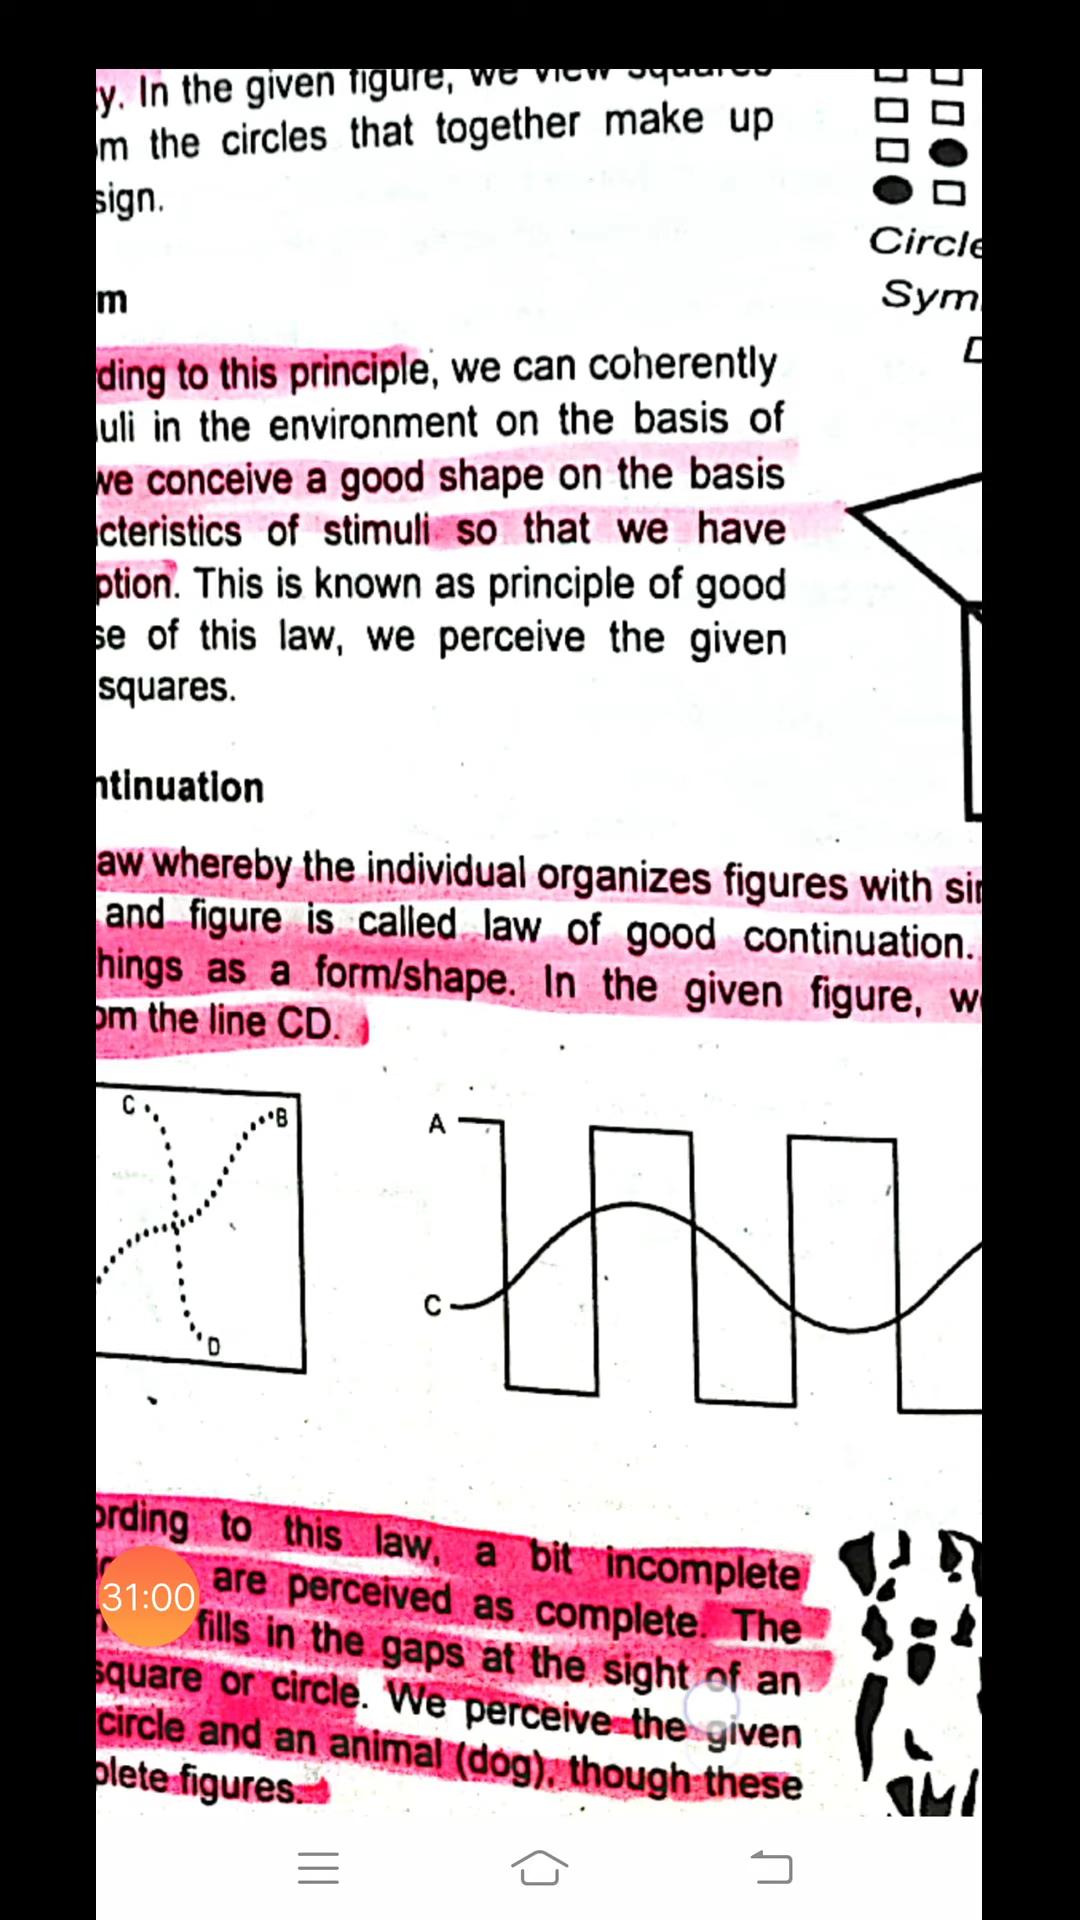 y. In the given figure, we view squares
m the circles that together make up
sign.
Circle
Sym
m
ding to this principle, we can coherently
uli in the environment on the basis of
we conceive a good shape on the basis
cteristics of stimuli so that we have
ption. This is known as principle of good
se of this law, we perceive the given
squares.
ntinuation
aw whereby the individual organizes figures with sin
and figure is called law of good continuation.
hings as a form/shape. In the given figure, we
om the line CD.
C B
D
A
C
ording to this law, a bit incomplete
are perceived as complete. The
31:00
fills in the gaps at the sight of an
square or circle. We perceive the given
circle and an animal (dog), though these
plete figures.